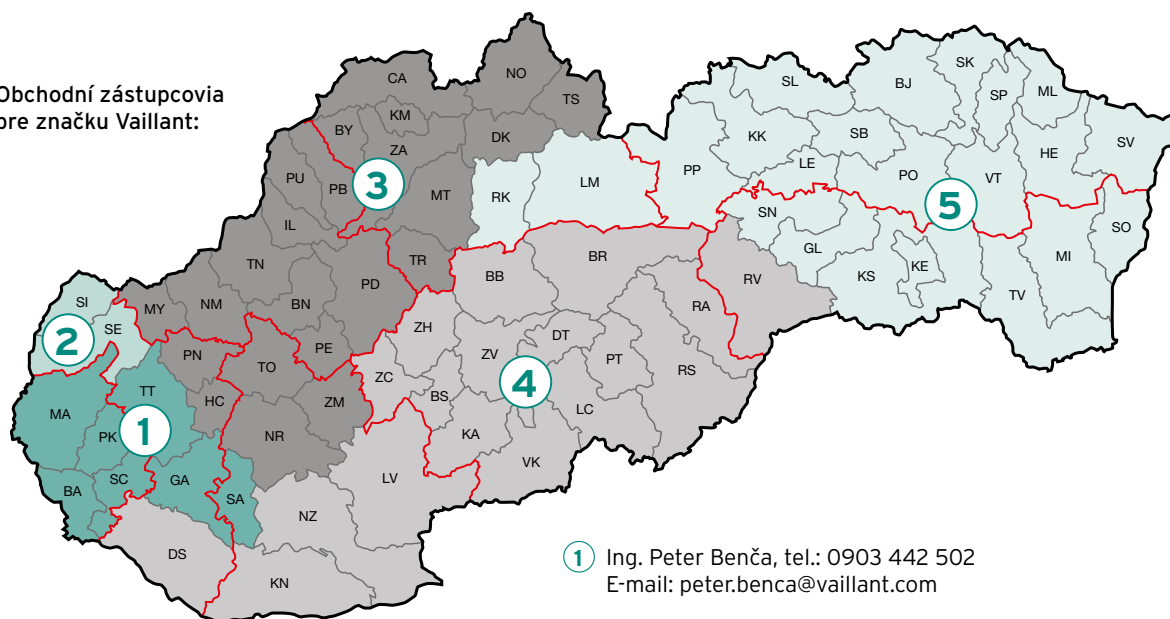 Obchodní zástupcovia
pre značku Vaillant:
NO
CA
TS
KM
BY
DK
ZA
PU
PB
3
MT
IL
TN
TR
PD
BN
MY
NM
PE
SI
SE
2
PN
TO
HC
ZM
NR
TT
MA
1
PK
SC
GA
BA
SA
DS
SK
BJ
SL
SP
ML
KK
SB
SV
HE
LE
PP
PO
VT
LM
RK
5
SN
SO
GL
MI
KS
KE
TV
BR
BB
RV
RA
ZH
DT
ZV
PT
ZC
4
RS
BS
LC
KA
VK
LV
NZ
KN
1 Ing. Peter Benča, tel.: 0903 442 502
E-mail: peter.benca@vaillant.com